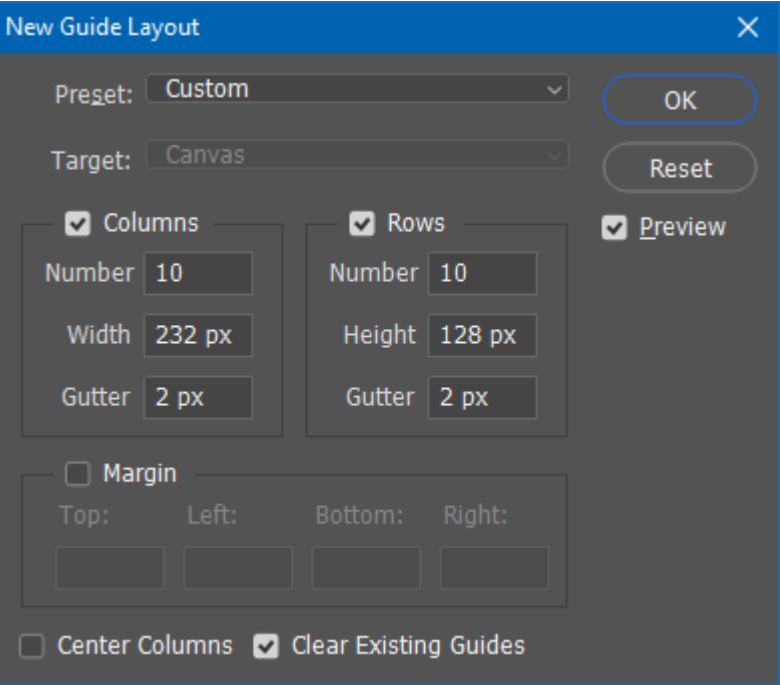 New Guide Layout
Preset: Custom
OK
Target: Canvas
Reset
Columns
Rows
Preview
Number 10
Number 10
Width 232 px
Height 128 px
Gutter 2 px
Gutter 2 px
Margin
Top: Left: Bottom: Right:
Center Columns Clear Existing Guides